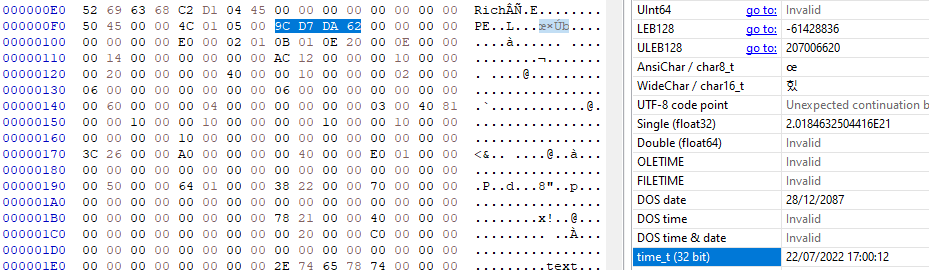 000000E0 52 69 63 68 C2 D1 04 45 00 00 00 00 00 00 00 00 RichÂÑ.E........
000000F0 50 45 00 00 4C 01 05 00 9C D7 DA 62 00 00 00 00 PE..L...œ×Úb....
00000100 00 00 00 00 E0 00 02 01 0B 01 0E 20 00 0E 00 00 ....à...... ....
00000110 00 14 00 00 00 00 00 00 AC 12 00 00 00 10 00 00 ........¬.......
00000120 00 20 00 00 00 00 40 00 00 10 00 00 00 02 00 00 . ....@.........
00000130 06 00 00 00 00 00 00 00 06 00 00 00 00 00 00 00 ................
00000140 00 60 00 00 00 04 00 00 00 00 00 00 03 00 40 81 .`............@.
00000150 00 00 10 00 00 10 00 00 00 00 10 00 00 10 00 00 ................
00000160 00 00 00 00 10 00 00 00 00 00 00 00 00 00 00 00 ................
00000170 3C 26 00 00 A0 00 00 00 00 40 00 00 E0 01 00 00 <&.. ....@..à...
00000180 00 00 00 00 00 00 00 00 00 00 00 00 00 00 00 00 ................
00000190 00 50 00 00 64 01 00 00 38 22 00 00 70 00 00 00 .P..d...8"..p...
000001A0 00 00 00 00 00 00 00 00 00 00 00 00 00 00 00 00 ................
000001B0 00 00 00 00 00 00 00 00 78 21 00 00 40 00 00 00 ........x!..@...
000001C0 00 00 00 00 00 00 00 00 00 20 00 00 C0 00 00 00 ......... ..À...
000001D0 00 00 00 00 00 00 00 00 00 00 00 00 00 00 00 00 ................
000001E0 00 00 00 00 00 00 00 00 2E 74 65 78 74 00 00 00 .........text...
UInt64 go to: Invalid
LEB128 go to: -61428836
ULEB128 go to: 207006620
AnsiChar / char8_t œ
WideChar / char16_t 힜
UTF-8 code point Unexpected continuation b
Single (float32) 2.0184632504416E21
Double (float64) Invalid
OLETIME Invalid
FILETIME Invalid
DOS date 28/12/2087
DOS time Invalid
DOS time & date Invalid
time_t (32 bit) 22/07/2022 17:00:12